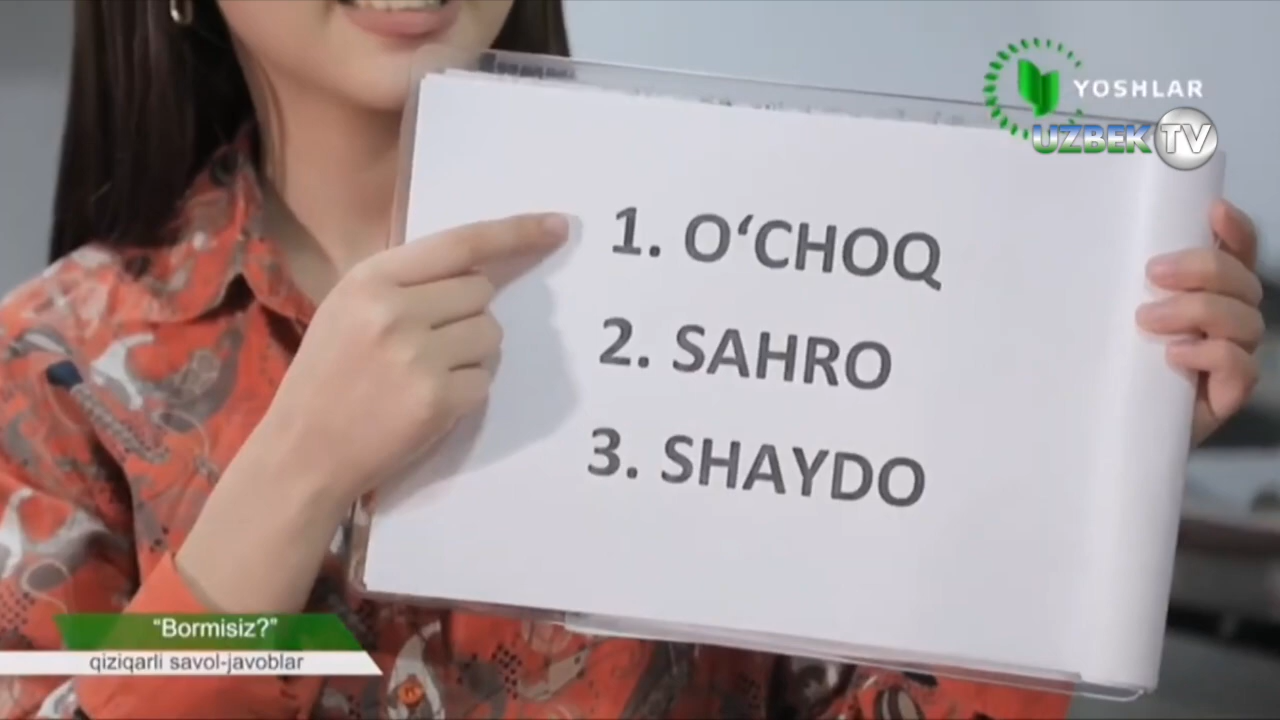 YOSHLAR
UZBEK TV
1. O‘CHOQ
2. SAHRO
3. SHAYDO
“Bormisiz?”
qiziqarli savol-javoblar